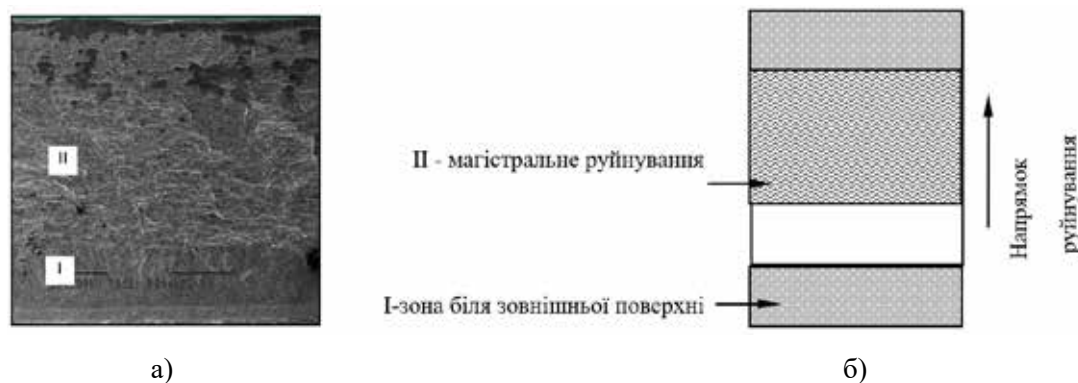 II
I
II - магістральне руйнування
I-зона біля зовнішньої поверхні
Напрямок
руйнування
а)
б)